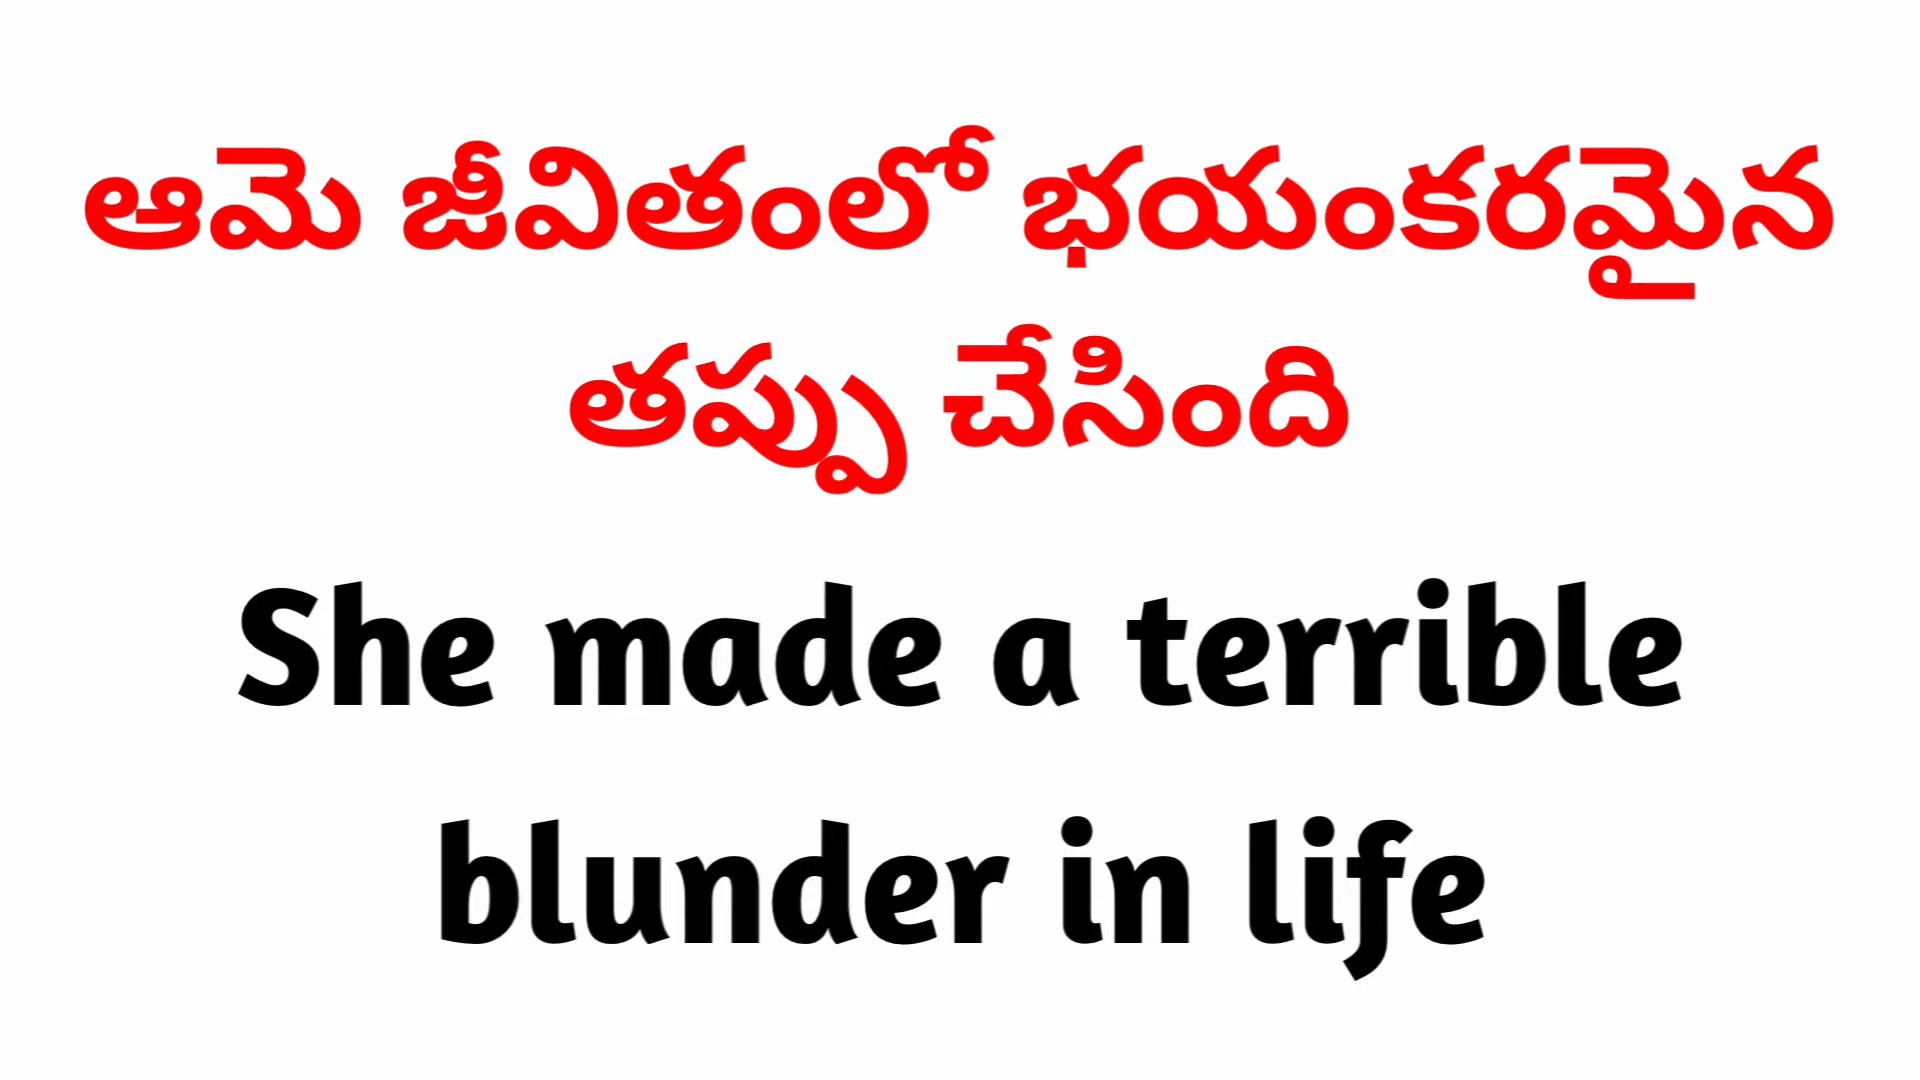 ఆమె జీవితంలో భయంకరమైన
తప్పు చేసింది
She made a terrible
blunder in life